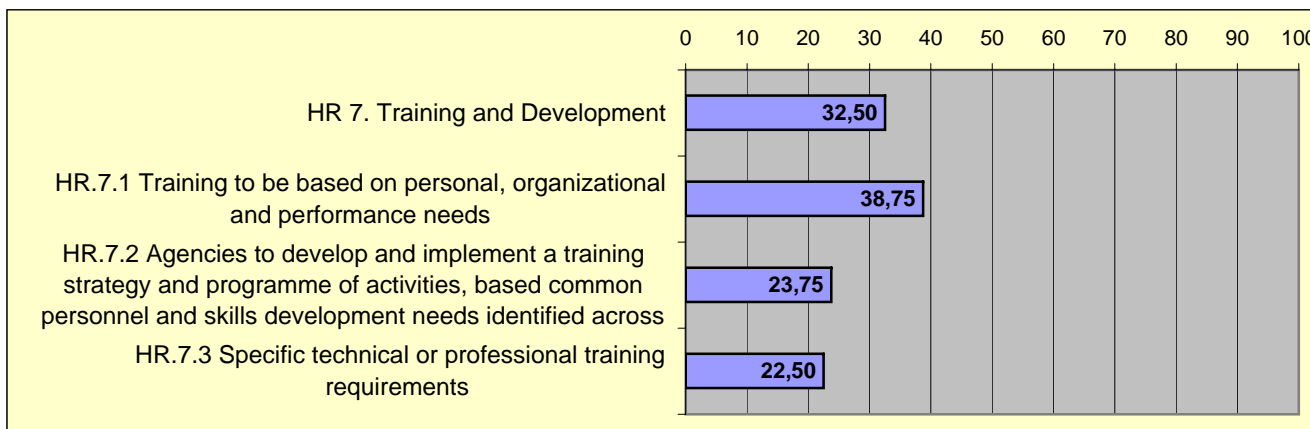 0 10 20 30 40 50 60 70 80 90 100
HR 7. Training and Development
32,50
HR.7.1 Training to be based on personal, organizational
and performance needs
38,75
HR.7.2 Agencies to develop and implement a training
strategy and programme of activities, based common
personnel and skills development needs identified across
23,75
HR.7.3 Specific technical or professional training
requirements
22,50